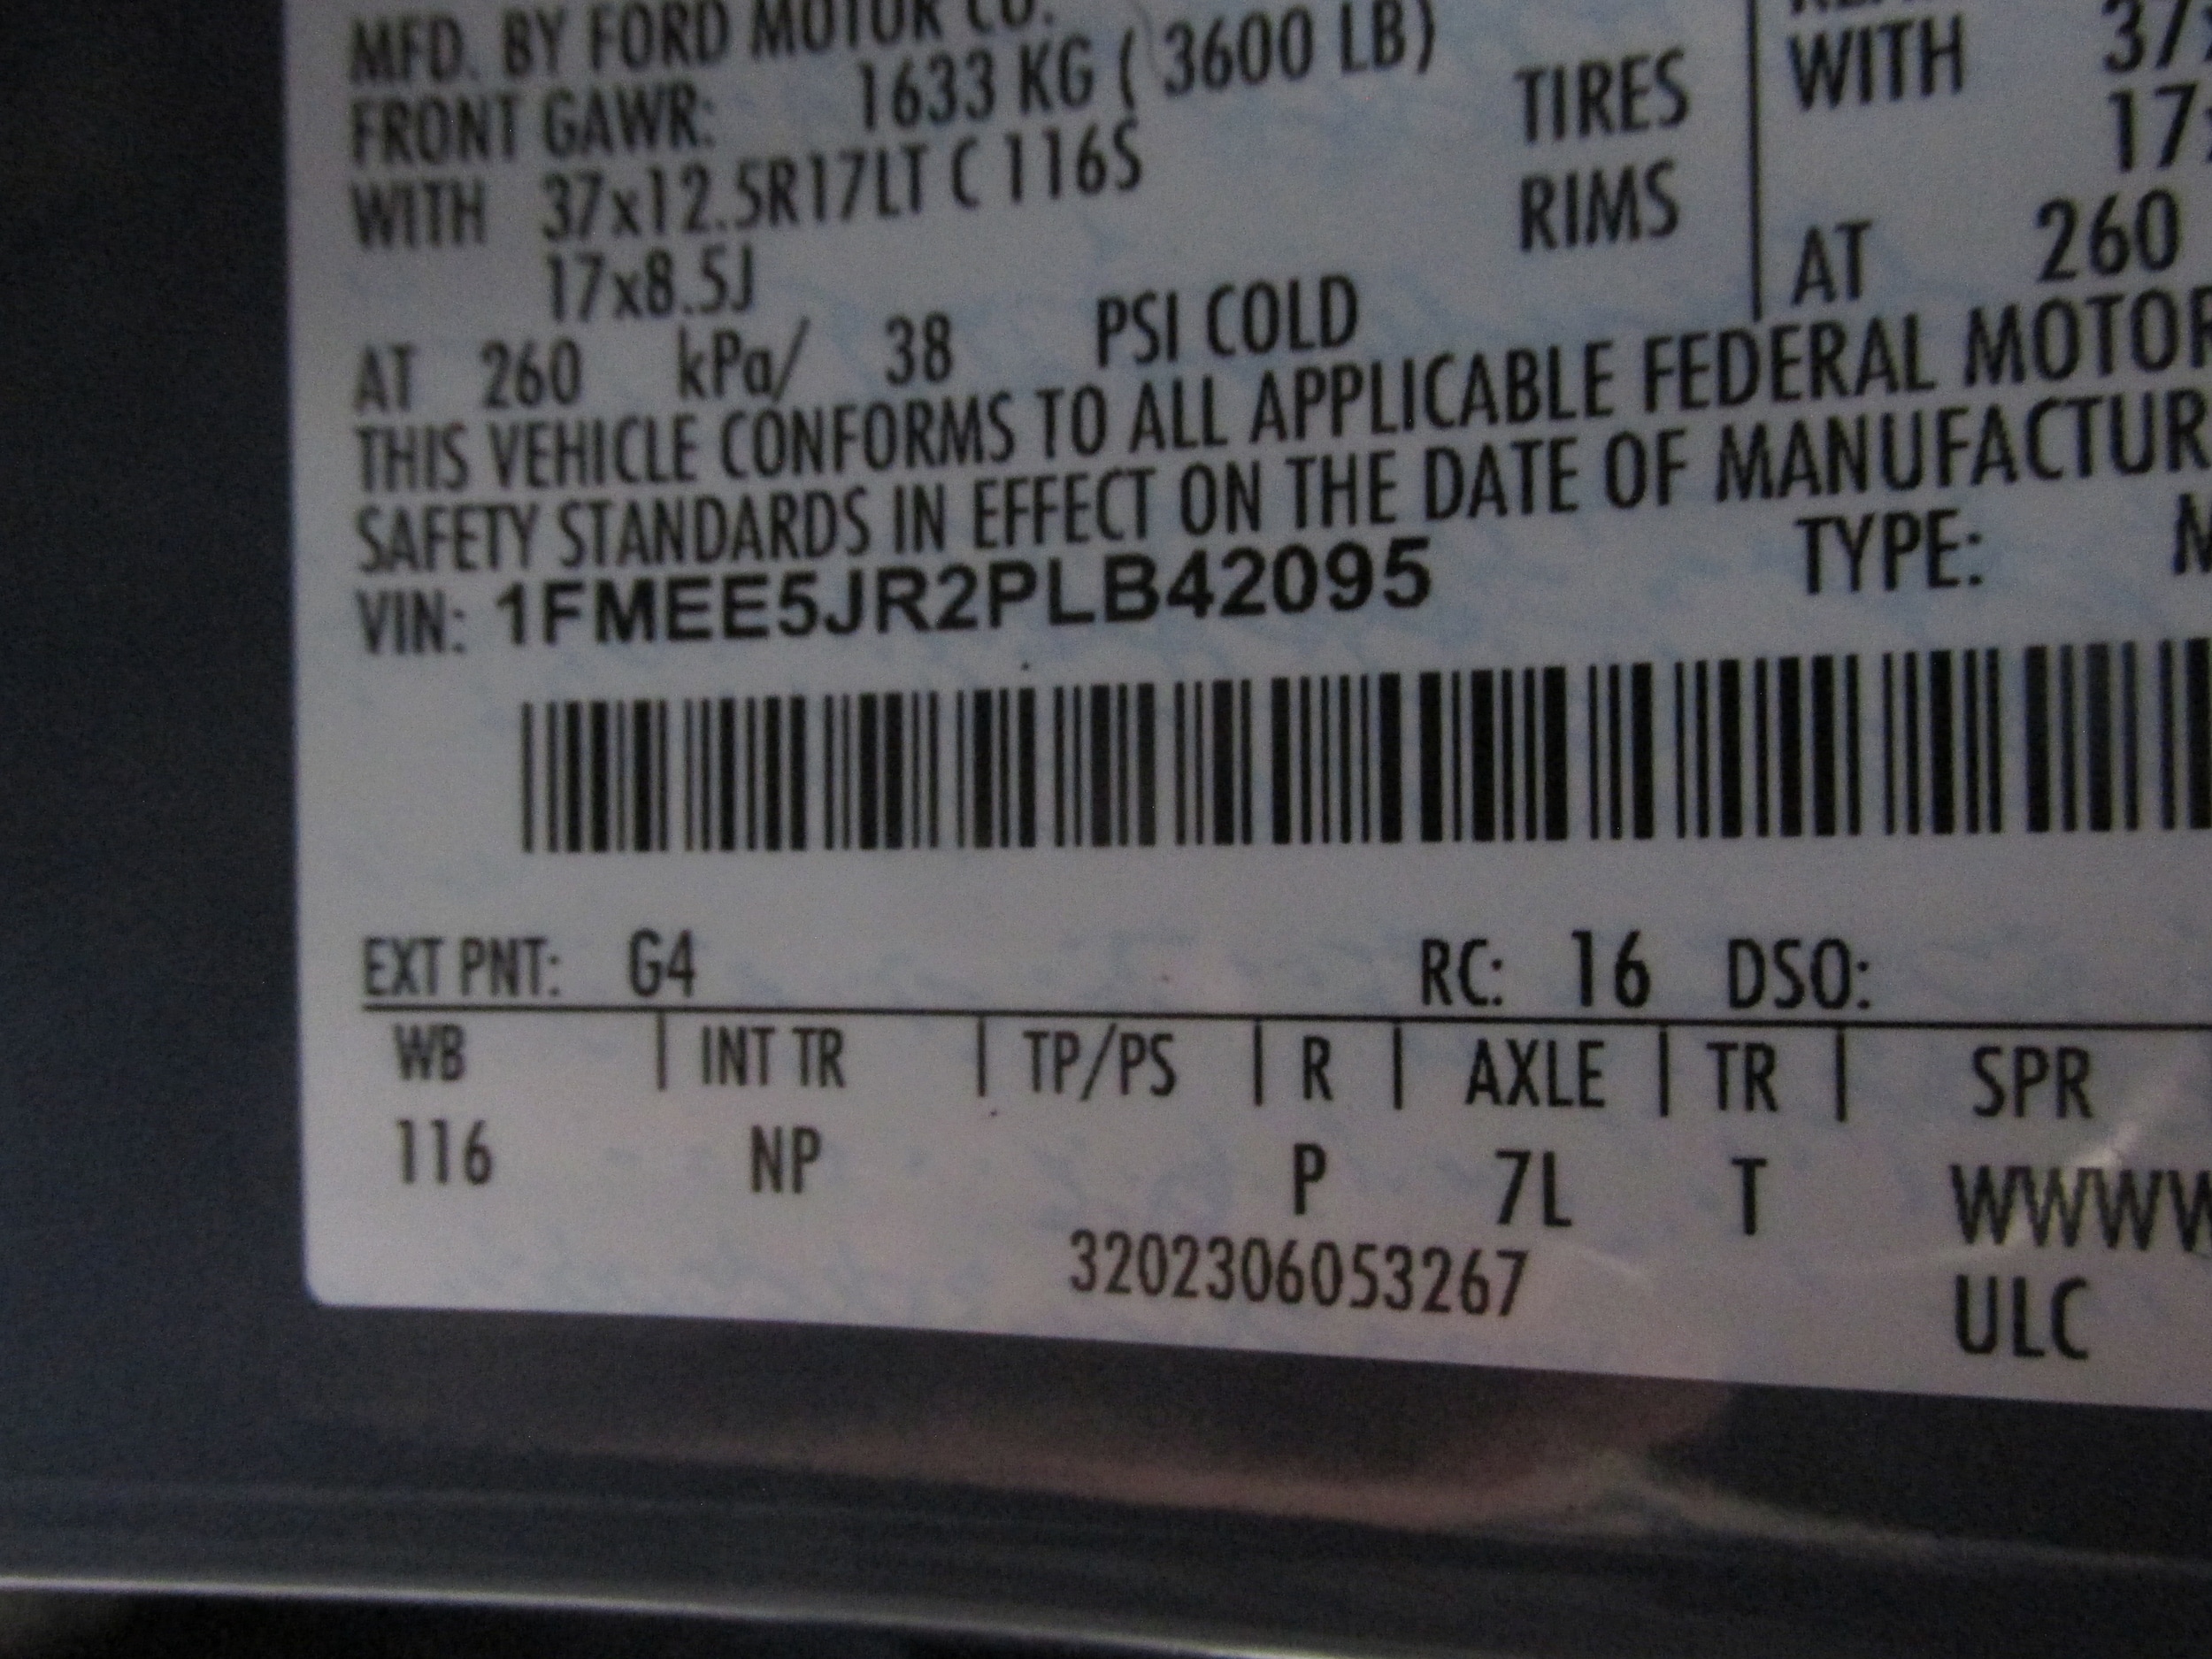 MFD. BY FORD MOTOR CO.
FRONT GAWR: 1633 KG ( 3600 LB)
WITH 37x12.5R17LT C 116S TIRES
17x8.5J RIMS
AT 260 kPa/ 38 PSI COLD
WITH 37
17
AT 260
THIS VEHICLE CONFORMS TO ALL APPLICABLE FEDERAL MOTOR
SAFETY STANDARDS IN EFFECT ON THE DATE OF MANUFACTUR
VIN: 1FMEE5JR2PLB42095 TYPE: M
EXT PNT: G4 RC: 16 DSO:
WB | INT TR | TP/PS | R | AXLE | TR | SPR
116 NP P 7L T WWWW
3202306053267 ULC